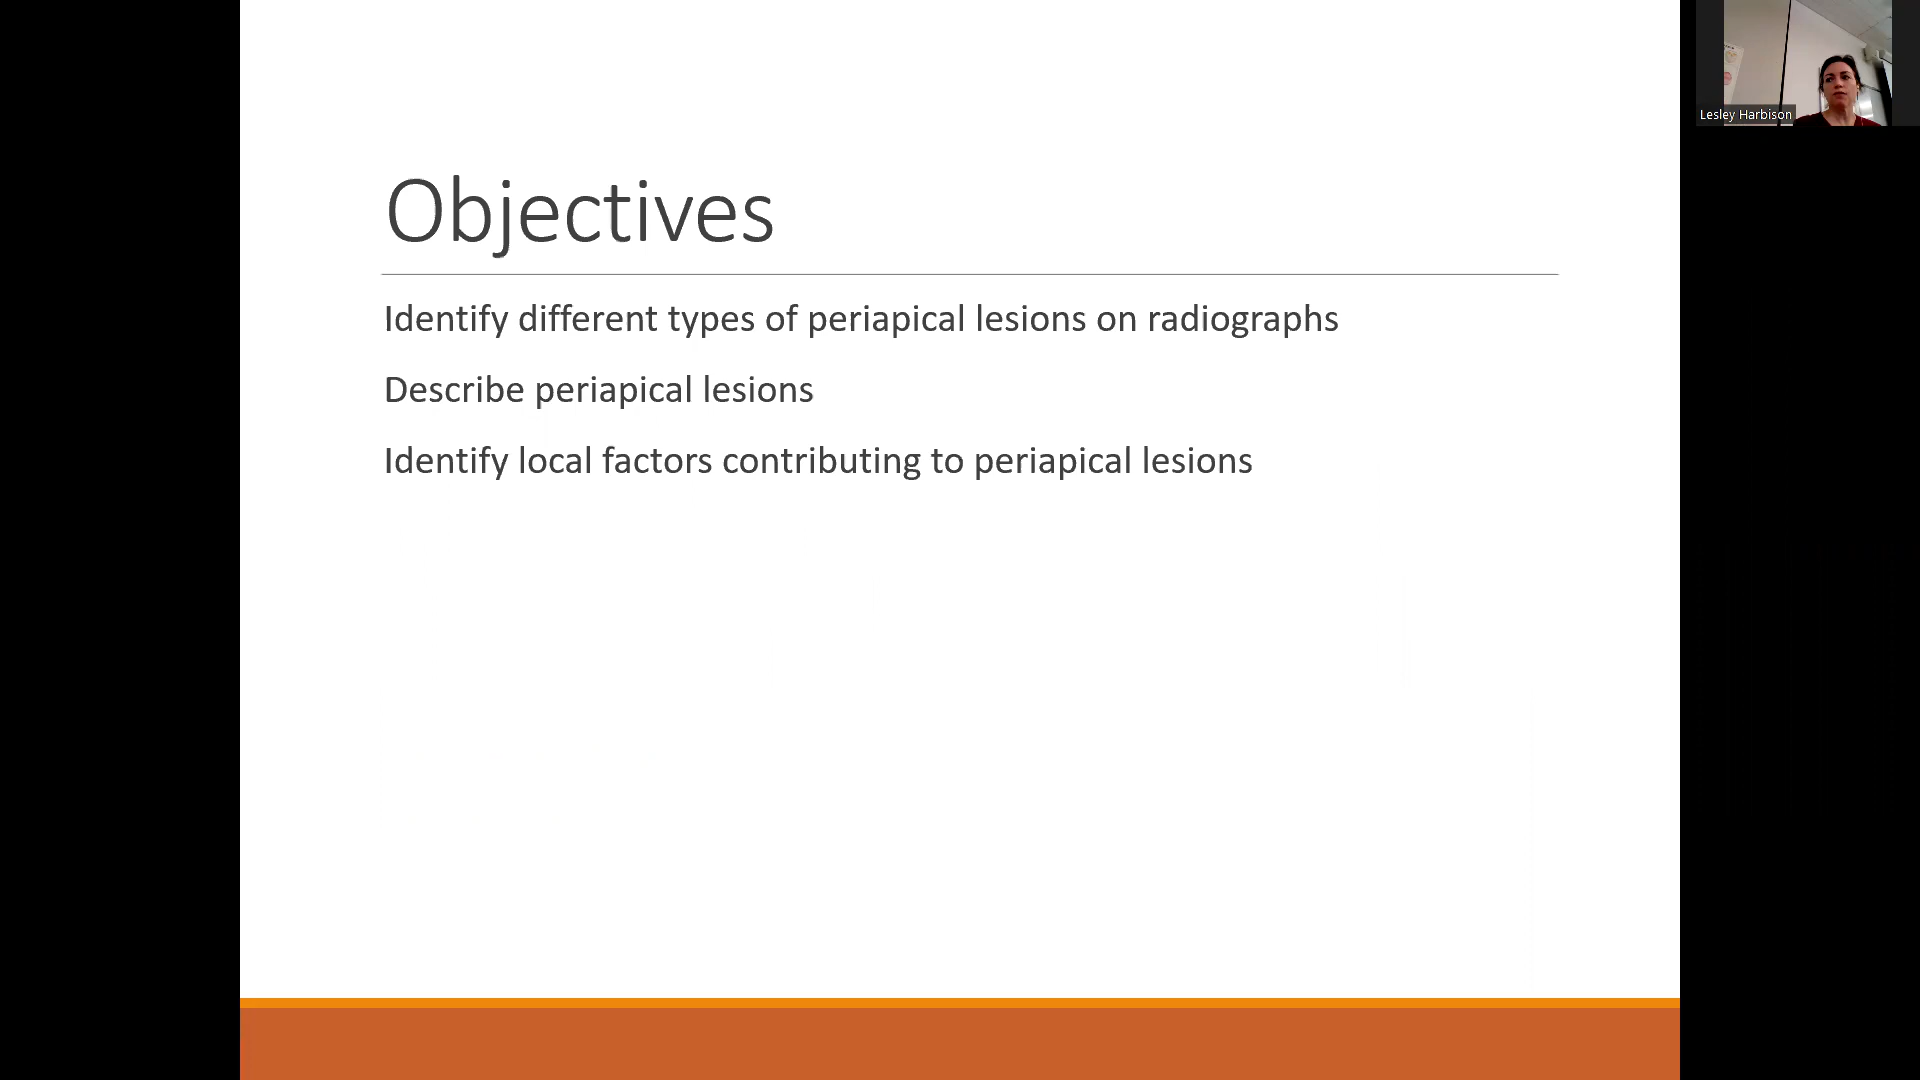 Objectives
Identify different types of periapical lesions on radiographs
Describe periapical lesions
Identify local factors contributing to periapical lesions
Lesley Harbison